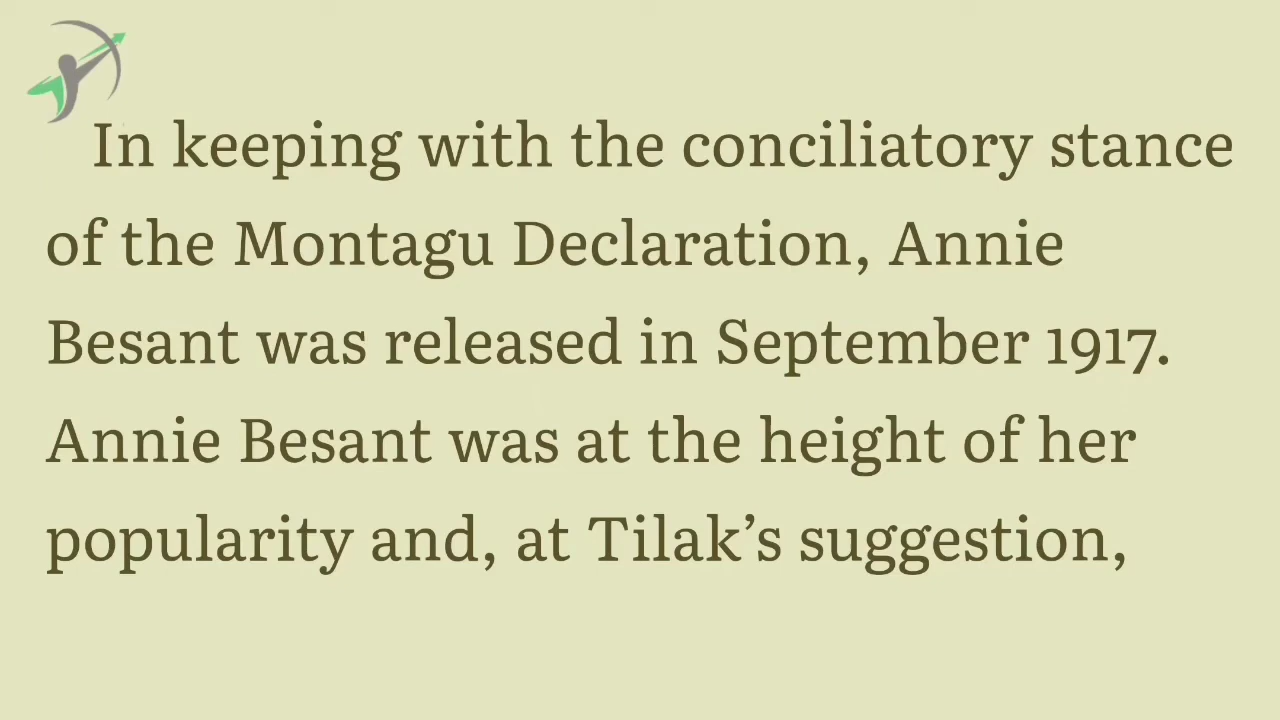 In keeping with the conciliatory stance
of the Montagu Declaration, Annie
Besant was released in September 1917.
Annie Besant was at the height of her
popularity and, at Tilak’s suggestion,